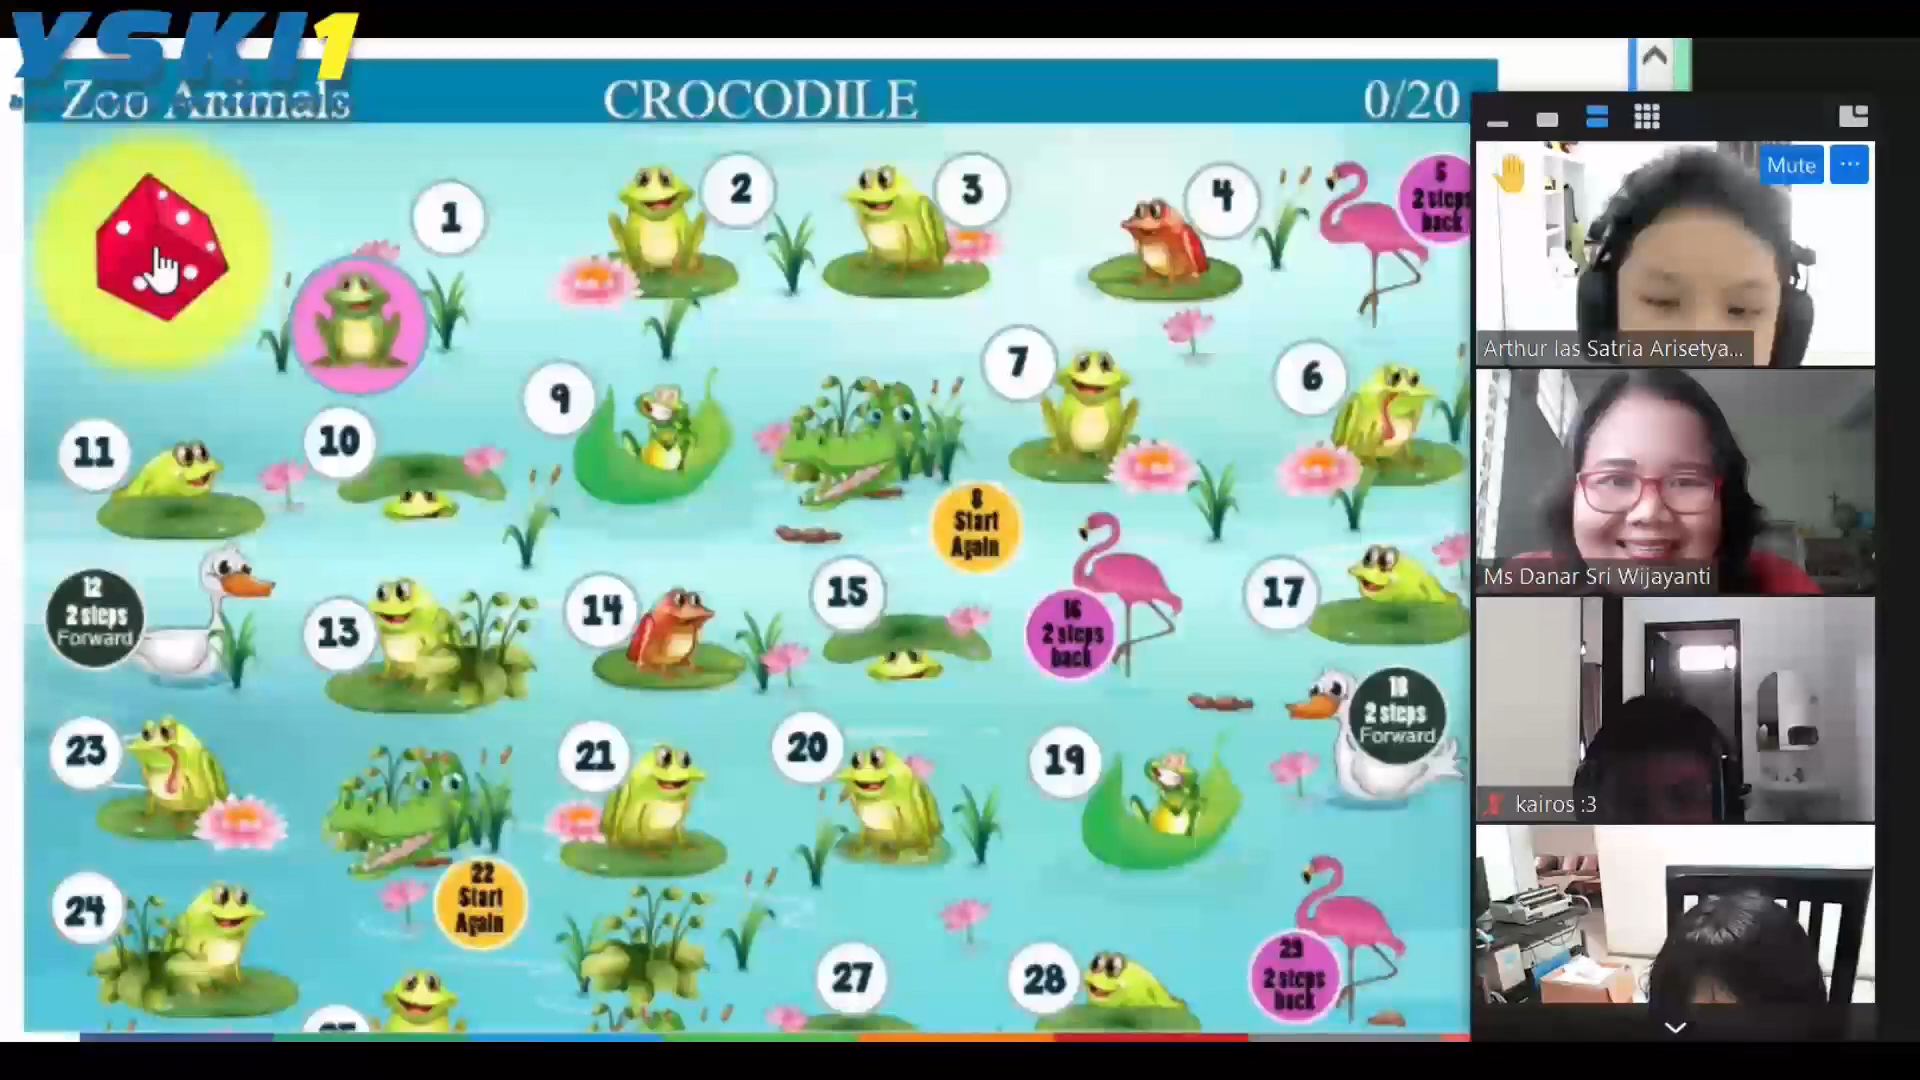 YSKI1
Zoo Animals
CROCODILE
0/20
1
2
3
4
5
2 steps
back
Mute
Arthur Ias Satria Arisetya...
11
10
9
7
6
8
Start
Again
Ms Danar Sri Wijayanti
12
2 steps
Forward
13
14
15
16
2 steps
back
17
18
2 steps
Forward
23
21
20
19
kairos :3
24
22
Start
Again
27
28
29
2 steps
back